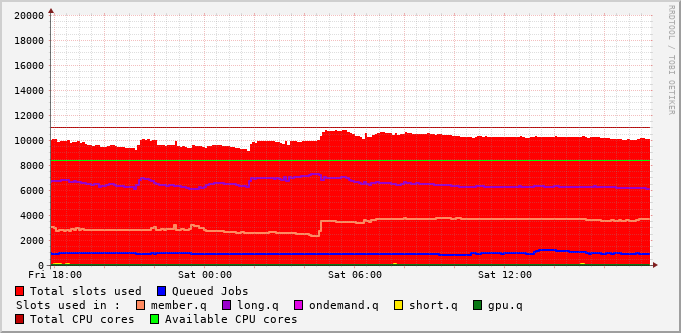 RRDTOOL / TOBI OETIKER
20000
18000
16000
14000
12000
10000
8000
6000
4000
2000
0
Fri 18:00 Sat 00:00 Sat 06:00 Sat 12:00
Total slots used Queued Jobs
Slots used in : member.q long.q ondemand.q short.q gpu.q
Total CPU cores Available CPU cores